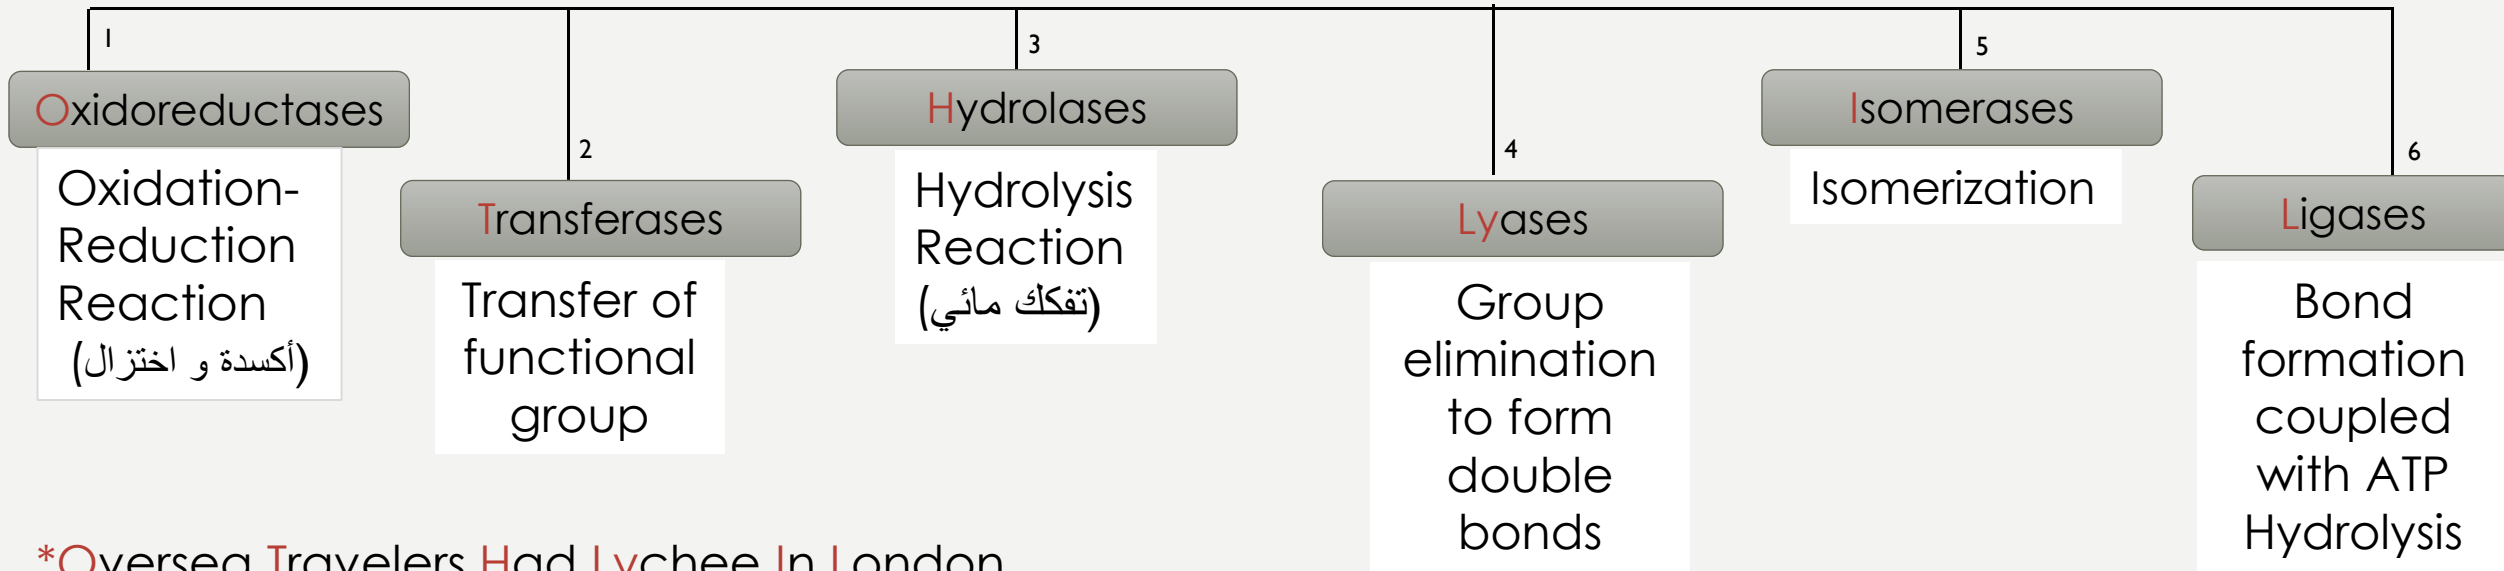 1
Oxidoreductases
Oxidation-
Reduction
Reaction
(أكسدة و اختزال)
2
Transferases
Transfer of
functional
group
3
Hydrolases
Hydrolysis
Reaction
(تفكك مائي)
4
Lyases
Group
elimination
to form
double
bonds
5
Isomerases
Isomerization
6
Ligases
Bond
formation
coupled
with ATP
Hydrolysis
*Oversea Travelers Had Lychee In London